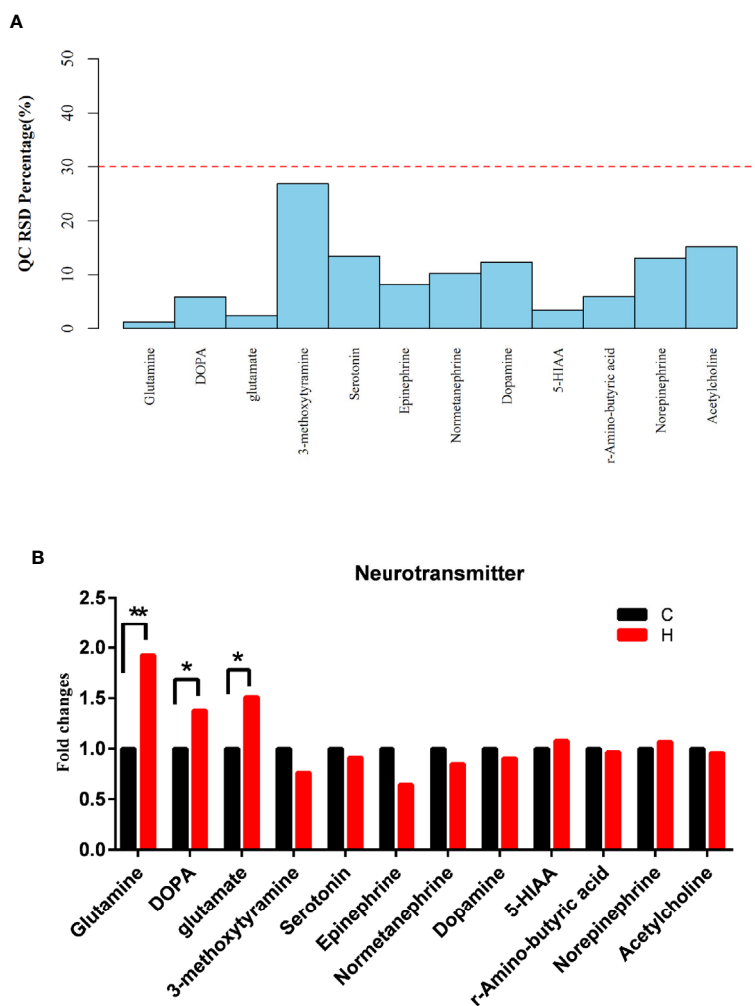 A
50
40
30
20
10
0
QC RSD Percentage(%)
Glutamine
DOPA
glutamate
3-methoxytyramine
Serotonin
Epinephrine
Normetanephrine
Dopamine
5-HIAA
r-Amino-butyric acid
Norepinephrine
Acetylcholine
B
Neurotransmitter
2.5
2.0
1.5
1.0
0.5
0.0
Fold changes
**
*
*
C
H
Glutamine
DOPA
glutamate
3-methoxytyramine
Serotonin
Epinephrine
Normetanephrine
Dopamine
5-HIAA
r-Amino-butyric acid
Norepinephrine
Acetylcholine